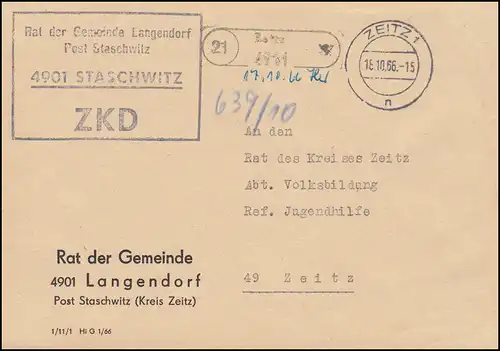 Rat der Gemeinde Langendorf
Post Staschwitz
4901 STASCHWITZ
ZKD
21
Zeitz
4901
ZEITZ 1
18.10.66.-15
n
17.10.66
639/10
An den
Rat des Kreises Zeitz
Abt. Volksbildung
Ref. Jugendhilfe
49 Zeitz
Rat der Gemeinde
4901 Langendorf
Post Staschwitz (Kreis Zeitz)
1/11/1 Hi G 1/66